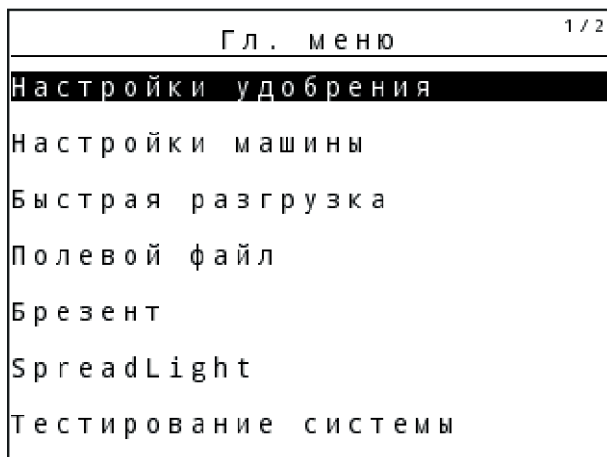 Гл. меню
1/2
Настройки удобрения
Настройки машины
Быстрая разгрузка
Полевой файл
Брезент
SpreadLight
Тестирование системы